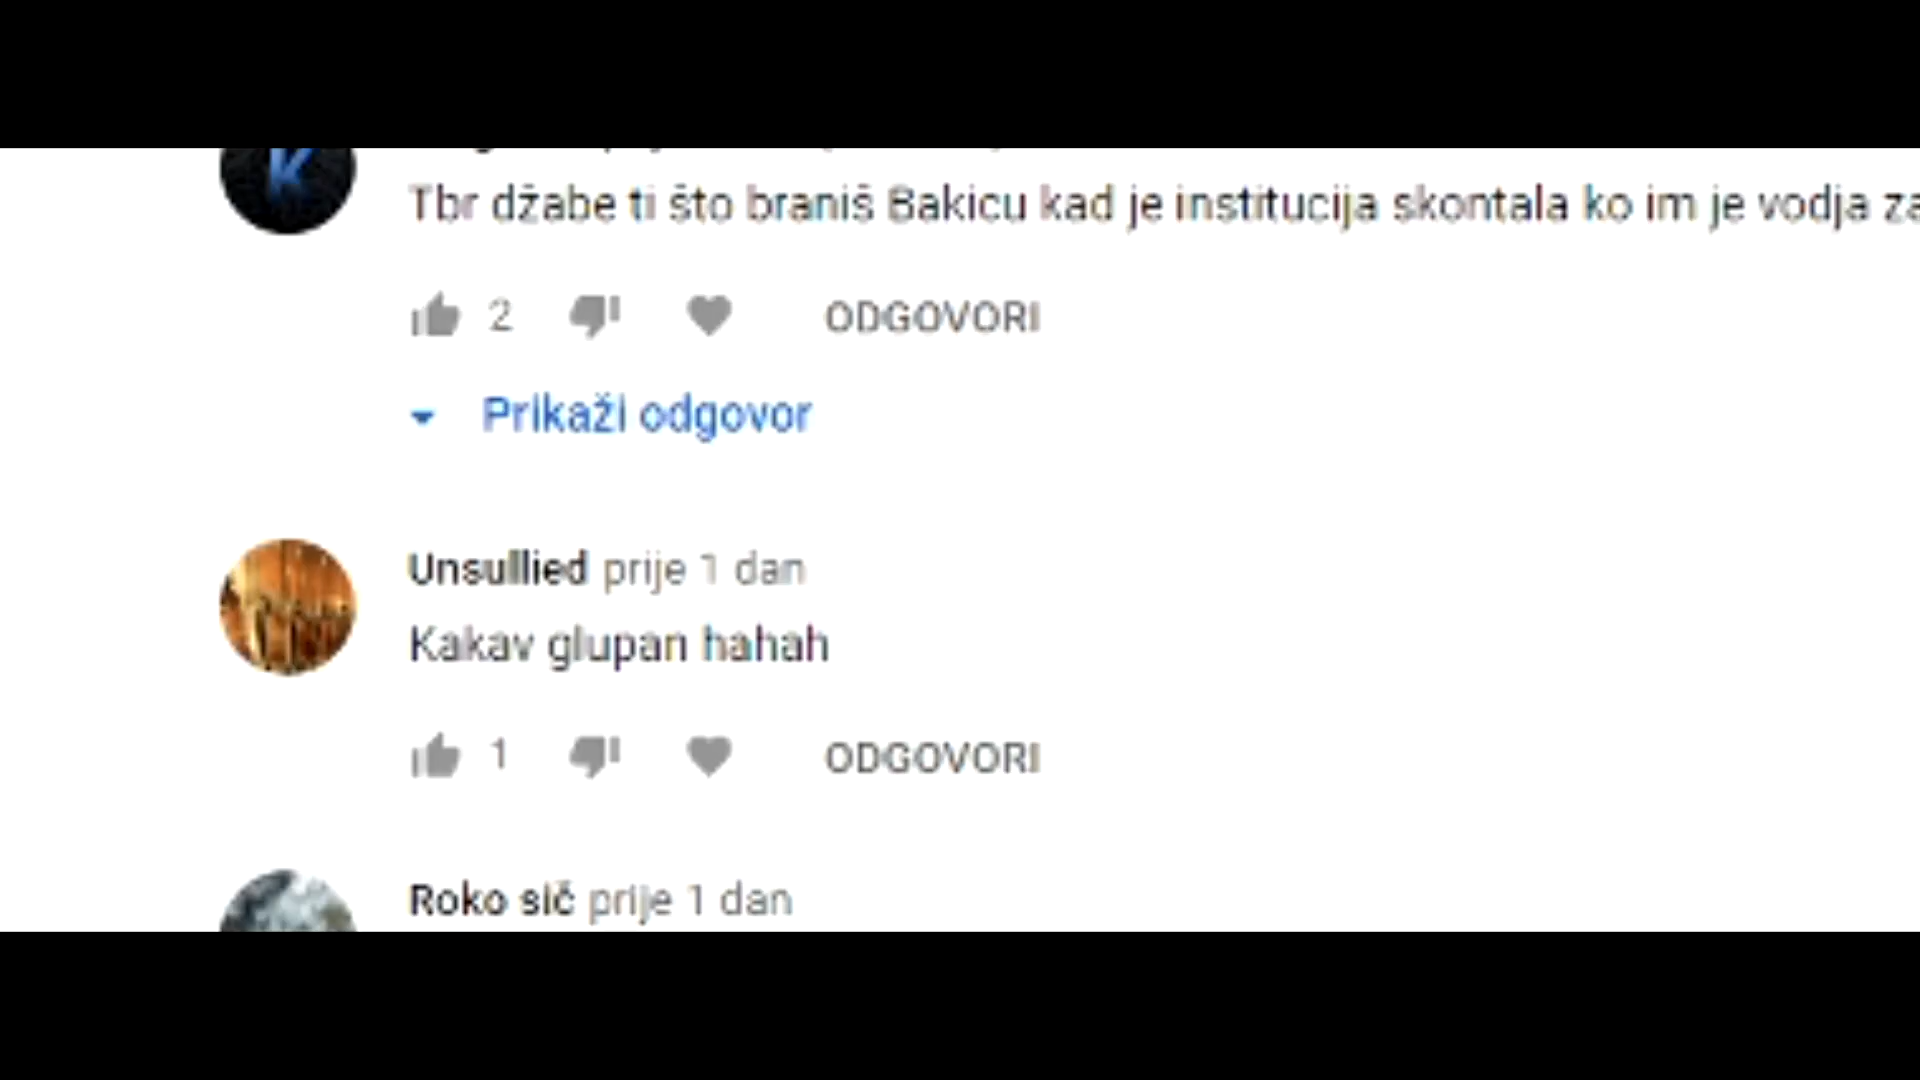 Tbr džabe ti što braniš Bakicu kad je institucija skontala ko im je vodja
2 ODGOVORI
Prikaži odgovor
Unsullied prije 1 dan
Kakav glupan hahah
1 ODGOVORI
Roko sič prije 1 dan